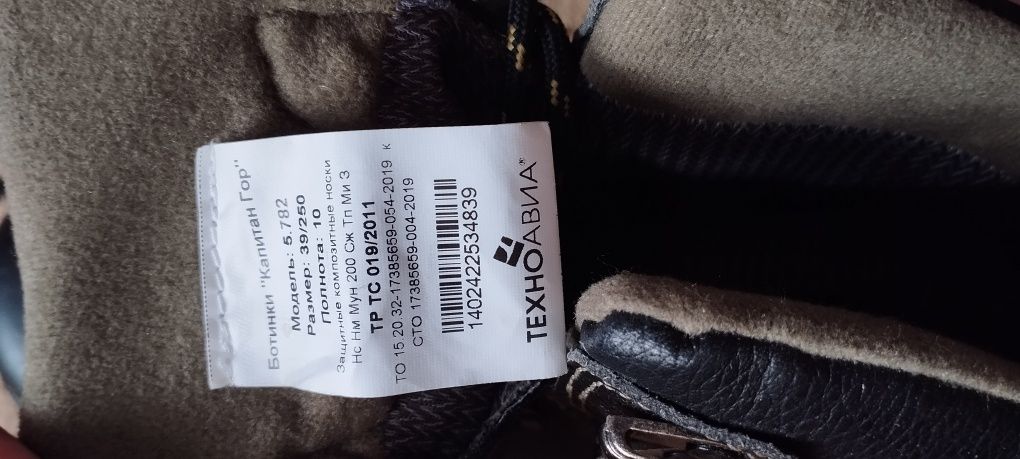 Ботинки "Капитан Гор"
Модель: 5.782
Размер: 39/250
Полнота: 10
Защитные композитные носки
Нс Нм Мун 200 Сж Тп Ми З
ТР ТС 019/2011
ТО 15.20.32-17385659-054-2019 к
СТО 17385659-004-2019
1402422534839
ТЕХНОАВИА®